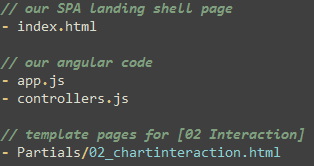 // our SPA landing shell page
- index.html
// our angular code
- app.js
- controllers.js
// template pages for [02 Interaction]
- Partials/02_chartinteraction.html